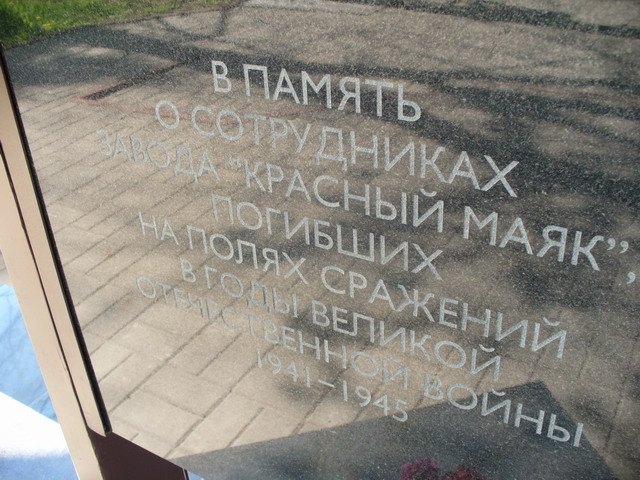 В ПАМЯТЬ
О СОТРУДНИКАХ
ЗАВОДА “КРАСНЫЙ МАЯК”,
ПОГИБШИХ
НА ПОЛЯХ СРАЖЕНИЙ
В ГОДЫ ВЕЛИКОЙ
ОТЕЧЕСТВЕННОЙ ВОЙНЫ
1941–1945